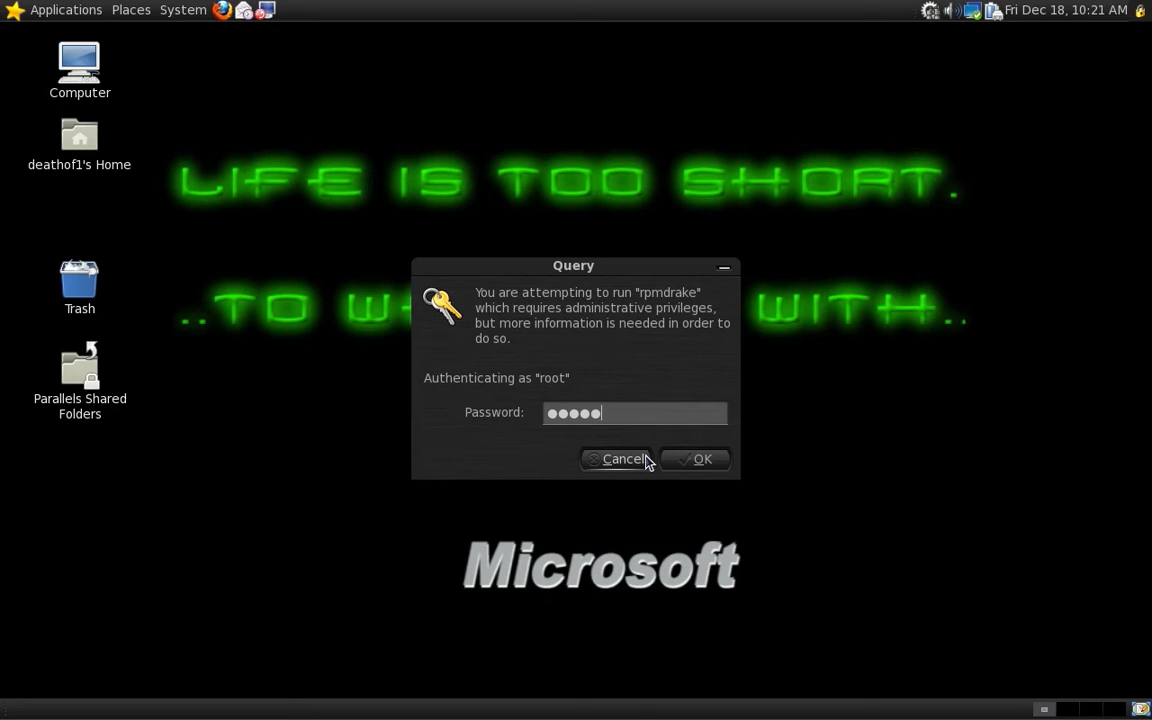 Applications Places System Fri Dec 18, 10:21 AM
Computer
deathof1's Home
LIFE IS TOO SHORT.
..TO W WITH..
Trash
Parallels Shared
Folders
Query
You are attempting to run "rpmdrake"
which requires administrative privileges,
but more information is needed in order to
do so.
Authenticating as "root"
Password:
Cancel OK
Microsoft